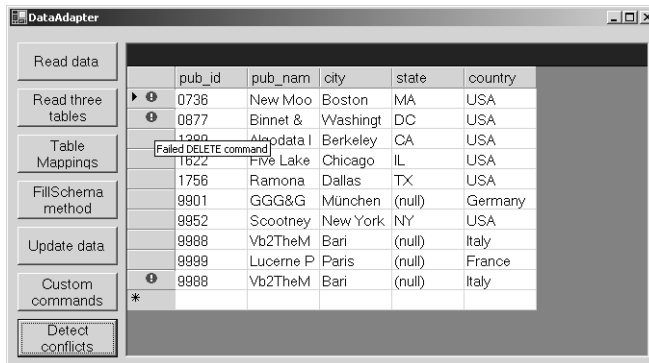 DataAdapter
Read data
Read three
tables
Table
Mappings
FillSchema
method
Update data
Custom
commands
Detect
conflicts
pub_id pub_nam city state country
0736 New Moo Boston MA USA
0877 Binnet & Washingt DC USA
1389 Algodata I Berkeley CA USA
Failed DELETE command
1622 Five Lake Chicago IL USA
1756 Ramona Dallas TX USA
9901 GGG&G München (null) Germany
9952 Scootney New York NY USA
9988 Vb2TheM Bari (null) Italy
9999 Lucerne P Paris (null) France
9988 Vb2TheM Bari (null) Italy